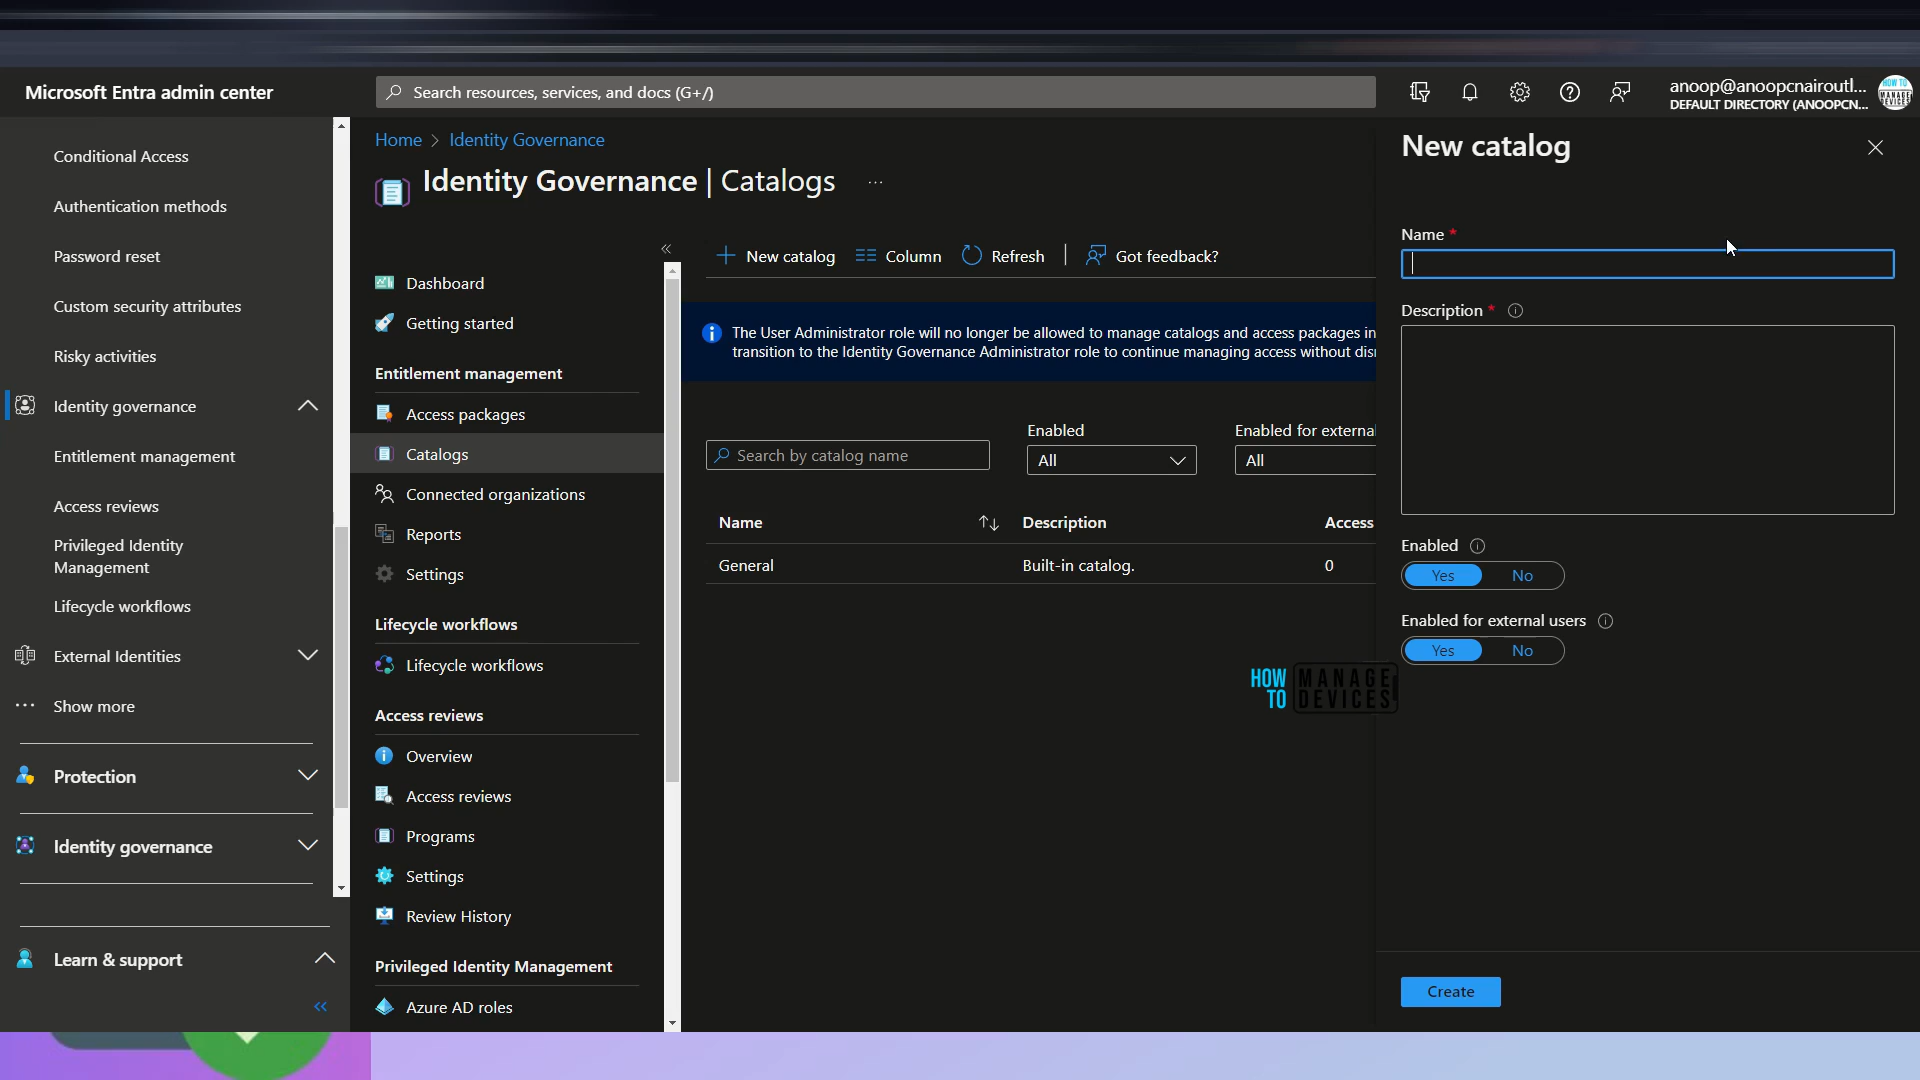 Microsoft Entra admin center
Search resources, services, and docs (G+/)
anoop@anoopcnairoutl...
DEFAULT DIRECTORY (ANOOPCN...
HOW TO
MANAGE
DEVICES
Conditional Access
Authentication methods
Password reset
Custom security attributes
Risky activities
Identity governance
Entitlement management
Access reviews
Privileged Identity
Management
Lifecycle workflows
External Identities
Show more
Protection
Identity governance
Learn & support
Home > Identity Governance
Identity Governance | Catalogs
Dashboard
Getting started
Entitlement management
Access packages
Catalogs
Connected organizations
Reports
Settings
Lifecycle workflows
Lifecycle workflows
Access reviews
Overview
Access reviews
Programs
Settings
Review History
Privileged Identity Management
Azure AD roles
New catalog Column Refresh Got feedback?
The User Administrator role will no longer be allowed to manage catalogs and access packages in
transition to the Identity Governance Administrator role to continue managing access without
Enabled Enabled for external
Search by catalog name All All
Name Description Access
General Built-in catalog. 0
HOW MANAGE
TO DEVICES
New catalog
Name *
Description *
Enabled
Yes No
Enabled for external users
Yes No
Create